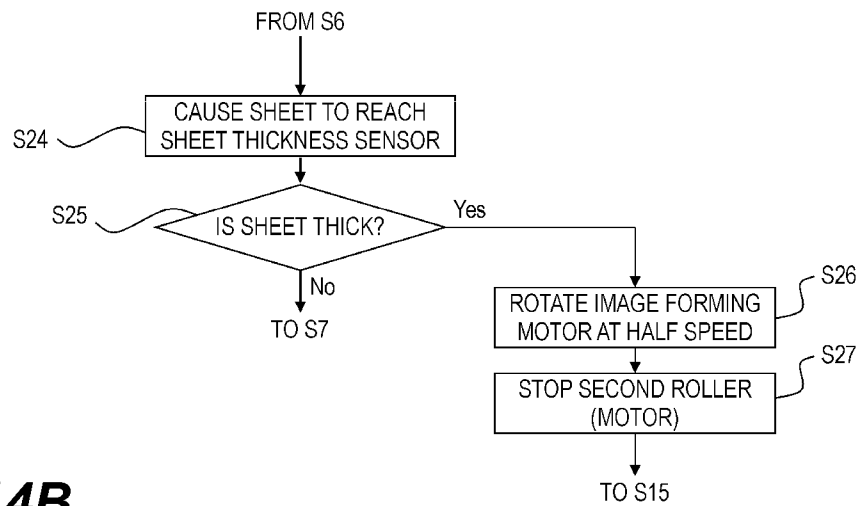 FROM S6
CAUSE SHEET TO REACH
SHEET THICKNESS SENSOR
S24
S25
IS SHEET THICK?
Yes
No
TO S7
S26
ROTATE IMAGE FORMING
MOTOR AT HALF SPEED
S27
STOP SECOND ROLLER
(MOTOR)
TO S15
4B